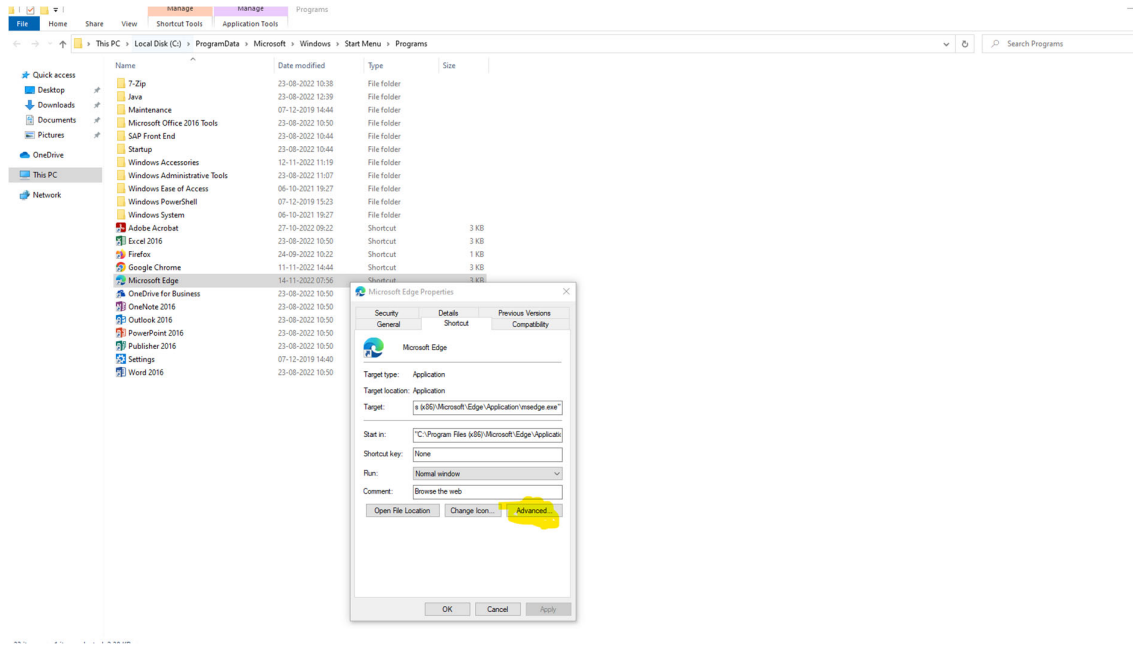 Manage Manage Programs
File Home Share View Shortcut Tools Application Tools
This PC > Local Disk (C:) > ProgramData > Microsoft > Windows > Start Menu > Programs
Search Programs
Name Date modified Type Size
Quick access
Desktop
Downloads
Documents
Pictures
OneDrive
This PC
Network
7-Zip 23-08-2022 10:38 File folder
Java 23-08-2022 12:39 File folder
Maintenance 07-12-2019 14:44 File folder
Microsoft Office 2016 Tools 23-08-2022 10:50 File folder
SAP Front End 23-08-2022 10:44 File folder
Startup 23-08-2022 10:44 File folder
Windows Accessories 12-11-2022 11:19 File folder
Windows Administrative Tools 23-08-2022 11:07 File folder
Windows Ease of Access 06-10-2021 19:27 File folder
Windows PowerShell 07-12-2019 15:23 File folder
Windows System 06-10-2021 19:27 File folder
Adobe Acrobat 27-10-2022 09:22 Shortcut 3 KB
Excel 2016 23-08-2022 10:50 Shortcut 3 KB
Firefox 24-09-2022 10:22 Shortcut 1 KB
Google Chrome 11-11-2022 14:44 Shortcut 3 KB
Microsoft Edge 14-11-2022 07:56 Shortcut 3 KB
OneDrive for Business 23-08-2022 10:50
OneNote 2016 23-08-2022 10:50
Outlook 2016 23-08-2022 10:50
PowerPoint 2016 23-08-2022 10:50
Publisher 2016 23-08-2022 10:50
Settings 07-12-2019 14:40
Word 2016 23-08-2022 10:50
Microsoft Edge Properties
Security Details Previous Versions
General Shortcut Compatibility
Microsoft Edge
Target type: Application
Target location: Application
Target: s (x86)\Microsoft\Edge\Application\msedge.exe"
Start in: "C:\Program Files (x86)\Microsoft\Edge\Applicatic
Shortcut key: None
Run: Normal window
Comment: Browse the web
Open File Location Change Icon... Advanced...
OK Cancel Apply